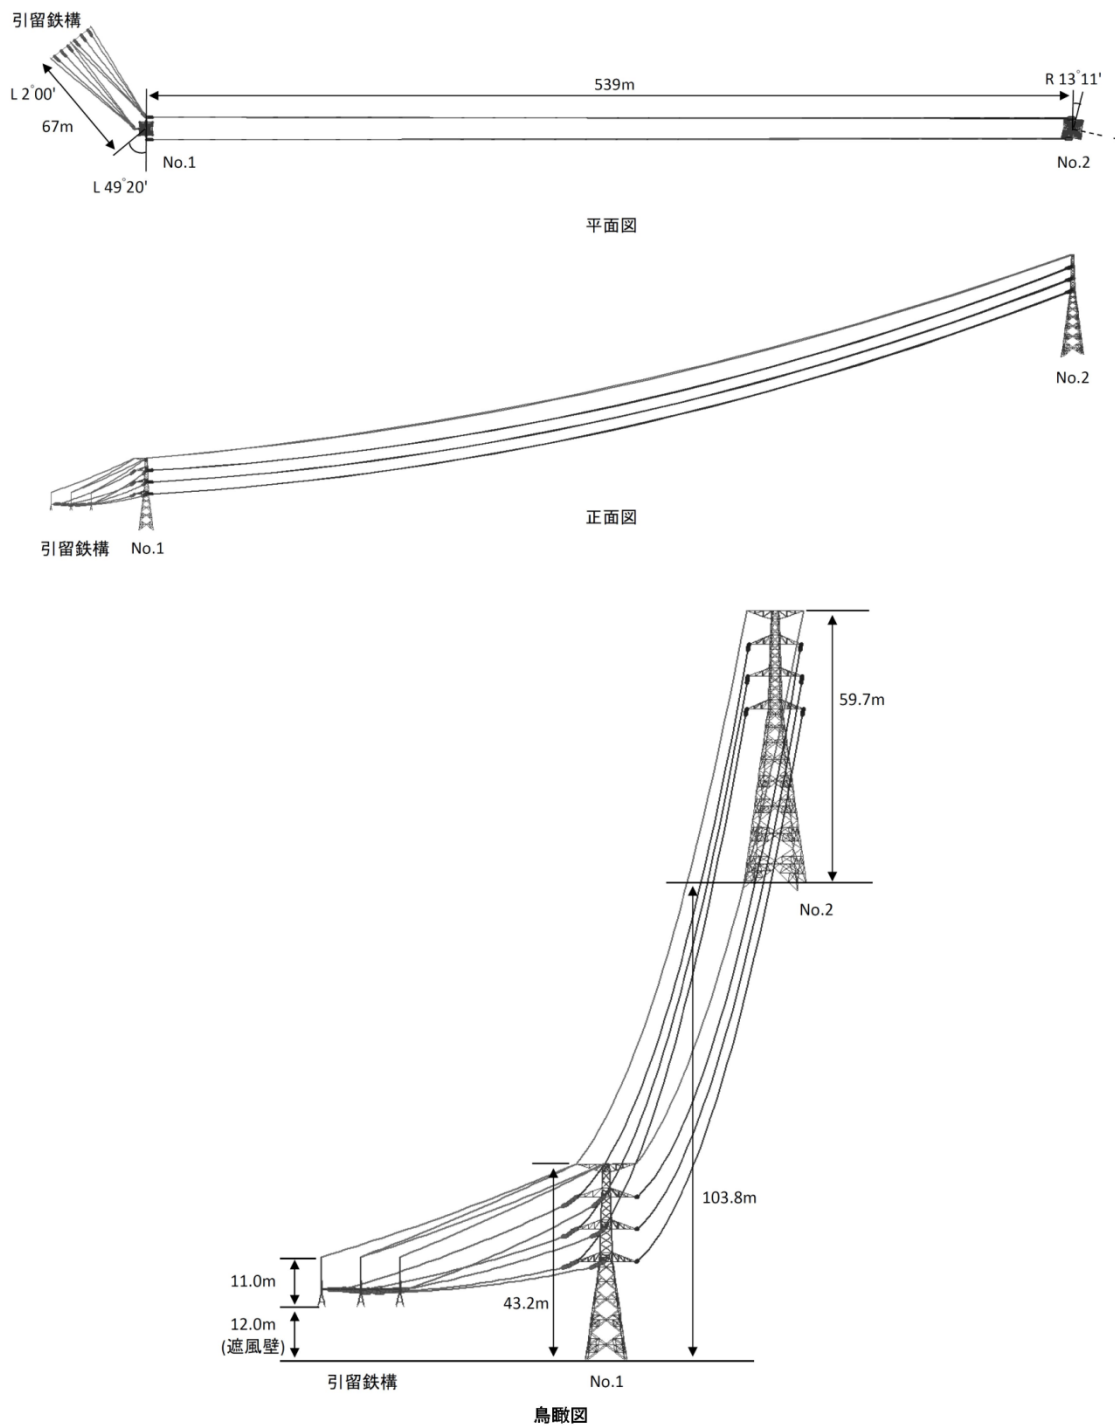 引留鉄構
L 2°00'
67m
539m
R 13°11'
No.1
No.2
L 49°20'
平面図
No.2
正面図
引留鉄構
No.1
59.7m
No.2
103.8m
11.0m
43.2m
12.0m
(遮風壁)
引留鉄構
No.1
鳥瞰図